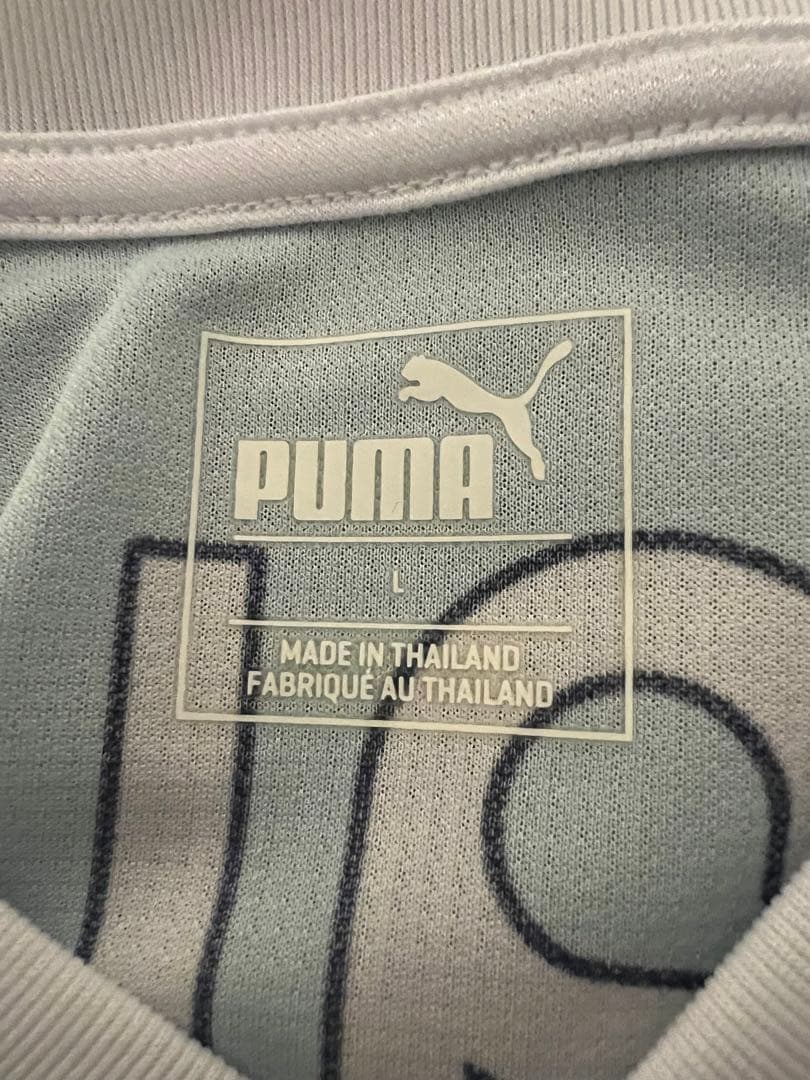 PUMA
L
MADE IN THAILAND
FABRIQUÉ AU THAILAND